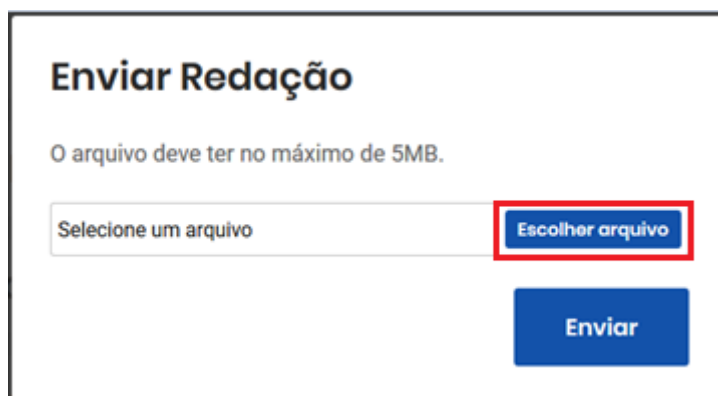 Enviar Redação
O arquivo deve ter no máximo de 5MB.
Selecione um arquivo Escolher arquivo
Enviar